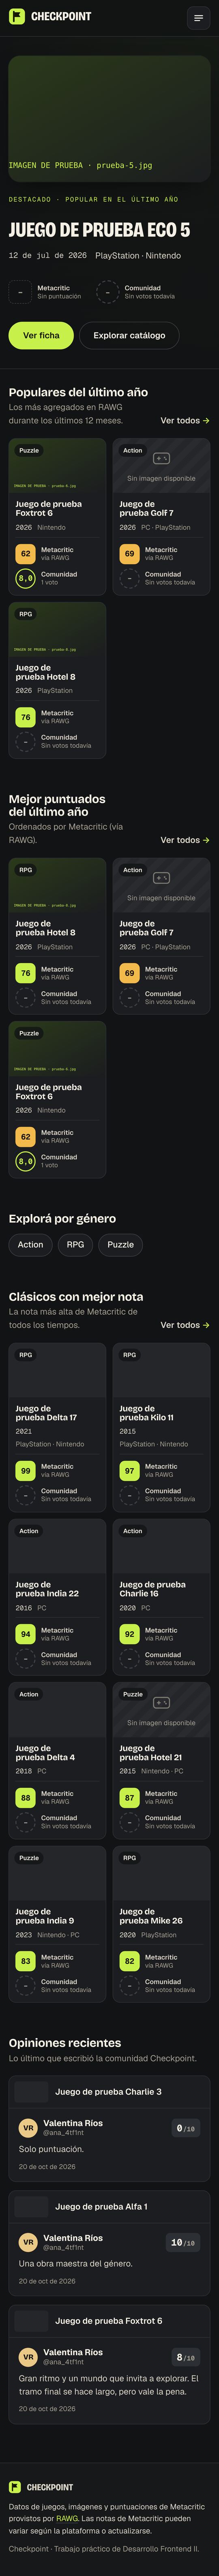 CHECKPOINT
IMAGEN DE PRUEBA · prueba-5.jpg
DESTACADO · POPULAR EN EL ÚLTIMO AÑO
JUEGO DE PRUEBA ECO 5
12 de jul de 2026 PlayStation · Nintendo
– Metacritic
Sin puntuación
– Comunidad
Sin votos todavía
Ver ficha
Explorar catálogo
Populares del último año
Los más agregados en RAWG
durante los últimos 12 meses.
Ver todos →
Puzzle
IMAGEN DE PRUEBA · prueba-6.jpg
Juego de
prueba Foxtrot 6
2026 Nintendo
62 Metacritic
vía RAWG
8,0 Comunidad
1 voto
Action
Sin imagen disponible
Juego de
prueba Golf 7
2026 PC · PlayStation
69 Metacritic
vía RAWG
– Comunidad
Sin votos todavía
RPG
IMAGEN DE PRUEBA · prueba-8.jpg
Juego de
prueba Hotel 8
2026 PlayStation
76 Metacritic
vía RAWG
– Comunidad
Sin votos todavía
Mejor puntuados
del último año
Ordenados por Metacritic (vía
RAWG).
Ver todos →
RPG
IMAGEN DE PRUEBA · prueba-8.jpg
Juego de
prueba Hotel 8
2026 PlayStation
76 Metacritic
vía RAWG
– Comunidad
Sin votos todavía
Action
Sin imagen disponible
Juego de
prueba Golf 7
2026 PC · PlayStation
69 Metacritic
vía RAWG
– Comunidad
Sin votos todavía
Puzzle
IMAGEN DE PRUEBA · prueba-6.jpg
Juego de prueba
Foxtrot 6
2026 Nintendo
62 Metacritic
vía RAWG
8,0 Comunidad
1 voto
Explorá por género
Action
RPG
Puzzle
Clásicos con mejor nota
La nota más alta de Metacritic de
todos los tiempos.
Ver todos →
RPG
Juego de
prueba Delta 17
2021
PlayStation · Nintendo
99 Metacritic
vía RAWG
– Comunidad
Sin votos todavía
RPG
Juego de
prueba Kilo 11
2015
PlayStation · Nintendo
97 Metacritic
vía RAWG
– Comunidad
Sin votos todavía
Action
Juego de
prueba India 22
2016 PC
94 Metacritic
vía RAWG
– Comunidad
Sin votos todavía
Action
Juego de prueba
Charlie 16
2020 PC
92 Metacritic
vía RAWG
– Comunidad
Sin votos todavía
Action
Juego de
prueba Delta 4
2018 PC
88 Metacritic
vía RAWG
– Comunidad
Sin votos todavía
Puzzle
Sin imagen disponible
Juego de
prueba Hotel 21
2015 Nintendo · PC
87 Metacritic
vía RAWG
– Comunidad
Sin votos todavía
Puzzle
Juego de
prueba India 9
2023 Nintendo · PC
83 Metacritic
vía RAWG
– Comunidad
Sin votos todavía
RPG
Juego de
prueba Mike 26
2020 PlayStation
82 Metacritic
vía RAWG
– Comunidad
Sin votos todavía
Opiniones recientes
Lo último que escribió la comunidad Checkpoint.
Juego de prueba Charlie 3
VR Valentina Ríos
@ana_4tf1nt
0/10
Solo puntuación.
20 de oct de 2026
Juego de prueba Alfa 1
VR Valentina Ríos
@ana_4tf1nt
10/10
Una obra maestra del género.
20 de oct de 2026
Juego de prueba Foxtrot 6
VR Valentina Ríos
@ana_4tf1nt
8/10
Gran ritmo y un mundo que invita a explorar. El
tramo final se hace largo, pero vale la pena.
20 de oct de 2026
CHECKPOINT
Datos de juegos, imágenes y puntuaciones de Metacritic
provistos por RAWG. Las notas de Metacritic pueden
variar según la plataforma o actualizarse.
Checkpoint · Trabajo práctico de Desarrollo Frontend II.